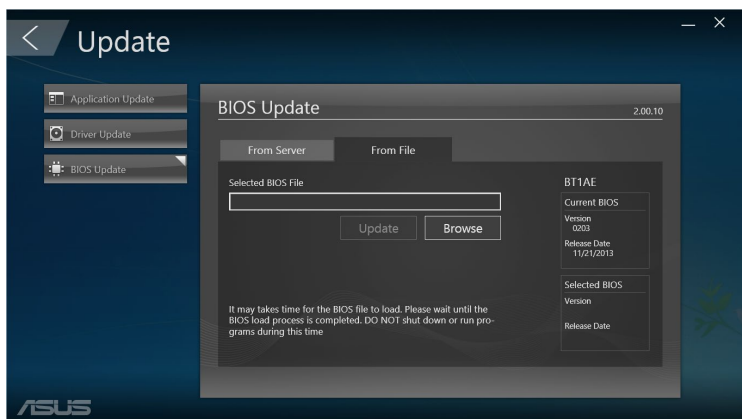 Update
Application Update
Driver Update
BIOS Update
BIOS Update
2.00.10
From Server
From File
Selected BIOS File
Update
Browse
It may takes time for the BIOS file to load. Please wait until the
BIOS load process is completed. DO NOT shut down or run pro-
grams during this time
BT1AE
Current BIOS
Version
0203
Release Date
11/21/2013
Selected BIOS
Version
Release Date
ASUS